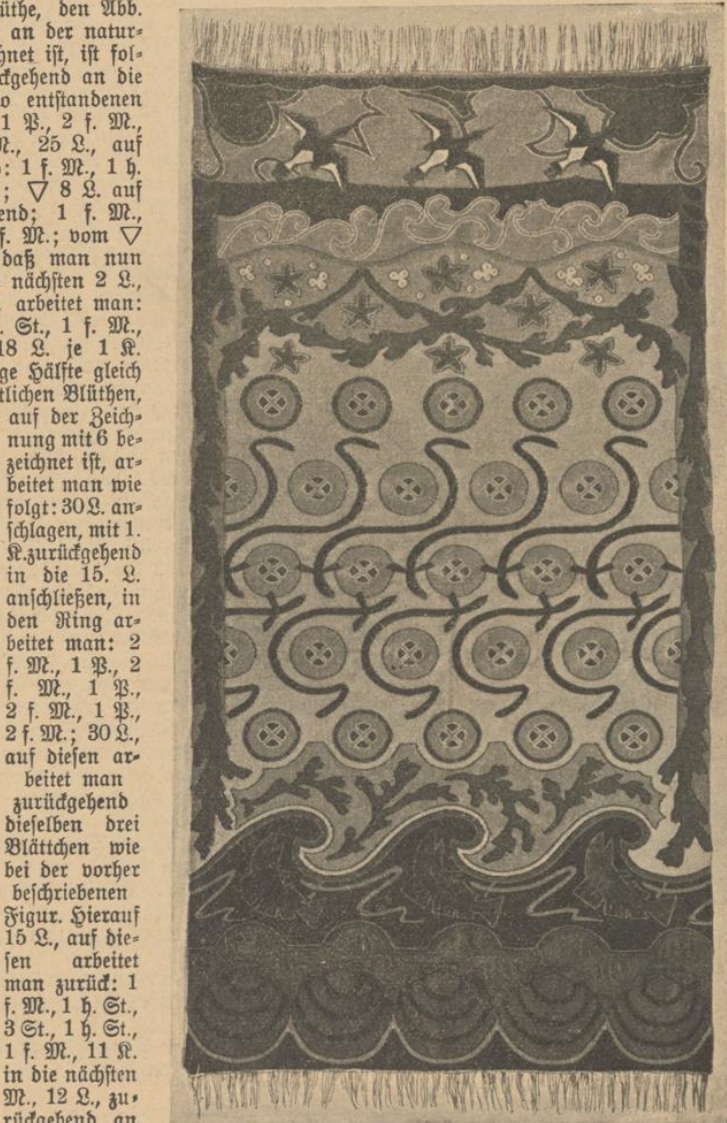 üthe, den Abb.
an der natur=
hnet ist, ist fol=
ckgehend an die
o entstandenen
1 P., 2 f. M.,
M., 25 L., auf
: 1 f. M., 1 h.
; ▽ 8 L. auf
end; 1 f. M.,
f. M.; vom ▽
daß man nun
nächsten 2 L.,
arbeitet man:
. St., 1 f. M.,
18 L. je 1 K.
ge Hälfte gleich
tlichen Blüthen,
auf der Zeich=
nung mit 6 be=
zeichnet ist, ar=
beitet man wie
folgt: 30 L. an=
schlagen, mit 1.
K. zurückgehend
in die 15. L.
anschließen, in
den Ring ar=
beitet man: 2
f. M., 1 P., 2
f. M., 1 P.,
2 f. M., 1 P.,
2 f. M.; 30 L.,
auf diesen ar=
beitet man
zurückgehend
dieselben drei
Blättchen wie
bei der vorher
beschriebenen
Figur. Hierauf
15 L., auf die=
sen arbeitet
man zurück: 1
f. M., 1 h. St.,
3 St., 1 h. St.,
1 f. M., 11 K.
in die nächsten
M., 12 L., zu=
rückgehend an